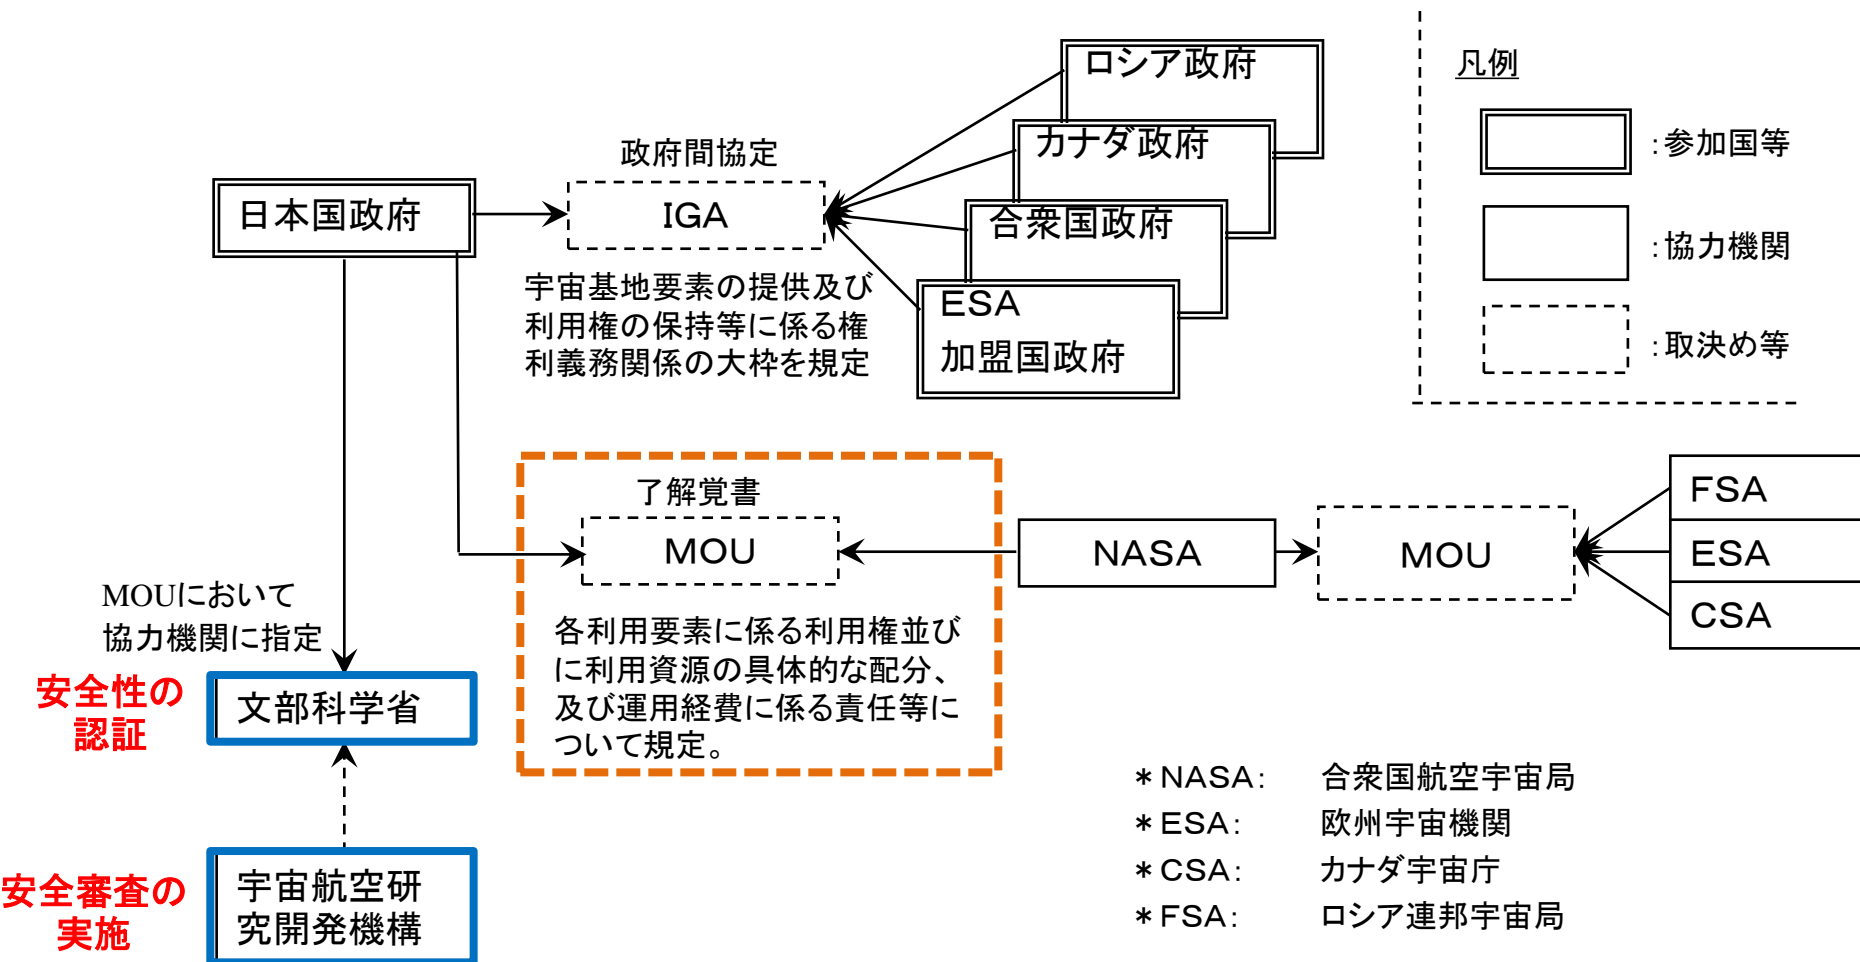 ロシア政府
カナダ政府
合衆国政府
ESA
加盟国政府
凡例
:参加国等
:協力機関
:取決め等
政府間協定
日本国政府
IGA
宇宙基地要素の提供及び
利用権の保持等に係る権
利義務関係の大枠を規定
了解覚書
MOU
NASA
MOU
FSA
ESA
CSA
各利用要素に係る利用権並び
に利用資源の具体的な配分、
及び運用経費に係る責任等に
ついて規定。
MOUにおいて
協力機関に指定
安全性の
認証
文部科学省
安全審査の
実施
宇宙航空研
究開発機構
*NASA: 合衆国航空宇宙局
*ESA: 欧州宇宙機関
*CSA: カナダ宇宙庁
*FSA: ロシア連邦宇宙局